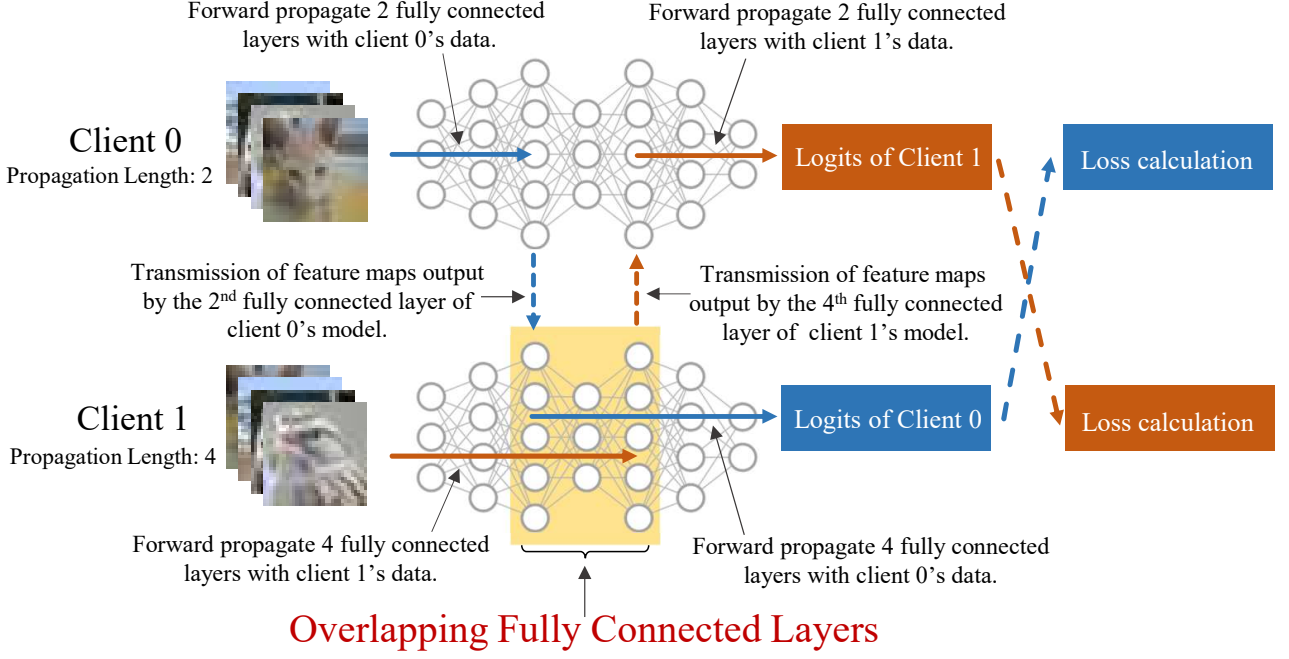 Forward propagate 2 fully connected
layers with client 0's data.
Forward propagate 2 fully connected
layers with client 1's data.
Client 0
Propagation Length: 2
Logits of Client 1
Loss calculation
Transmission of feature maps output
by the 2nd fully connected layer of
client 0's model.
Transmission of feature maps
output by the 4th fully connected
layer of client 1's model.
Client 1
Propagation Length: 4
Logits of Client 0
Loss calculation
Forward propagate 4 fully connected
layers with client 1's data.
Forward propagate 4 fully connected
layers with client 0's data.
Overlapping Fully Connected Layers